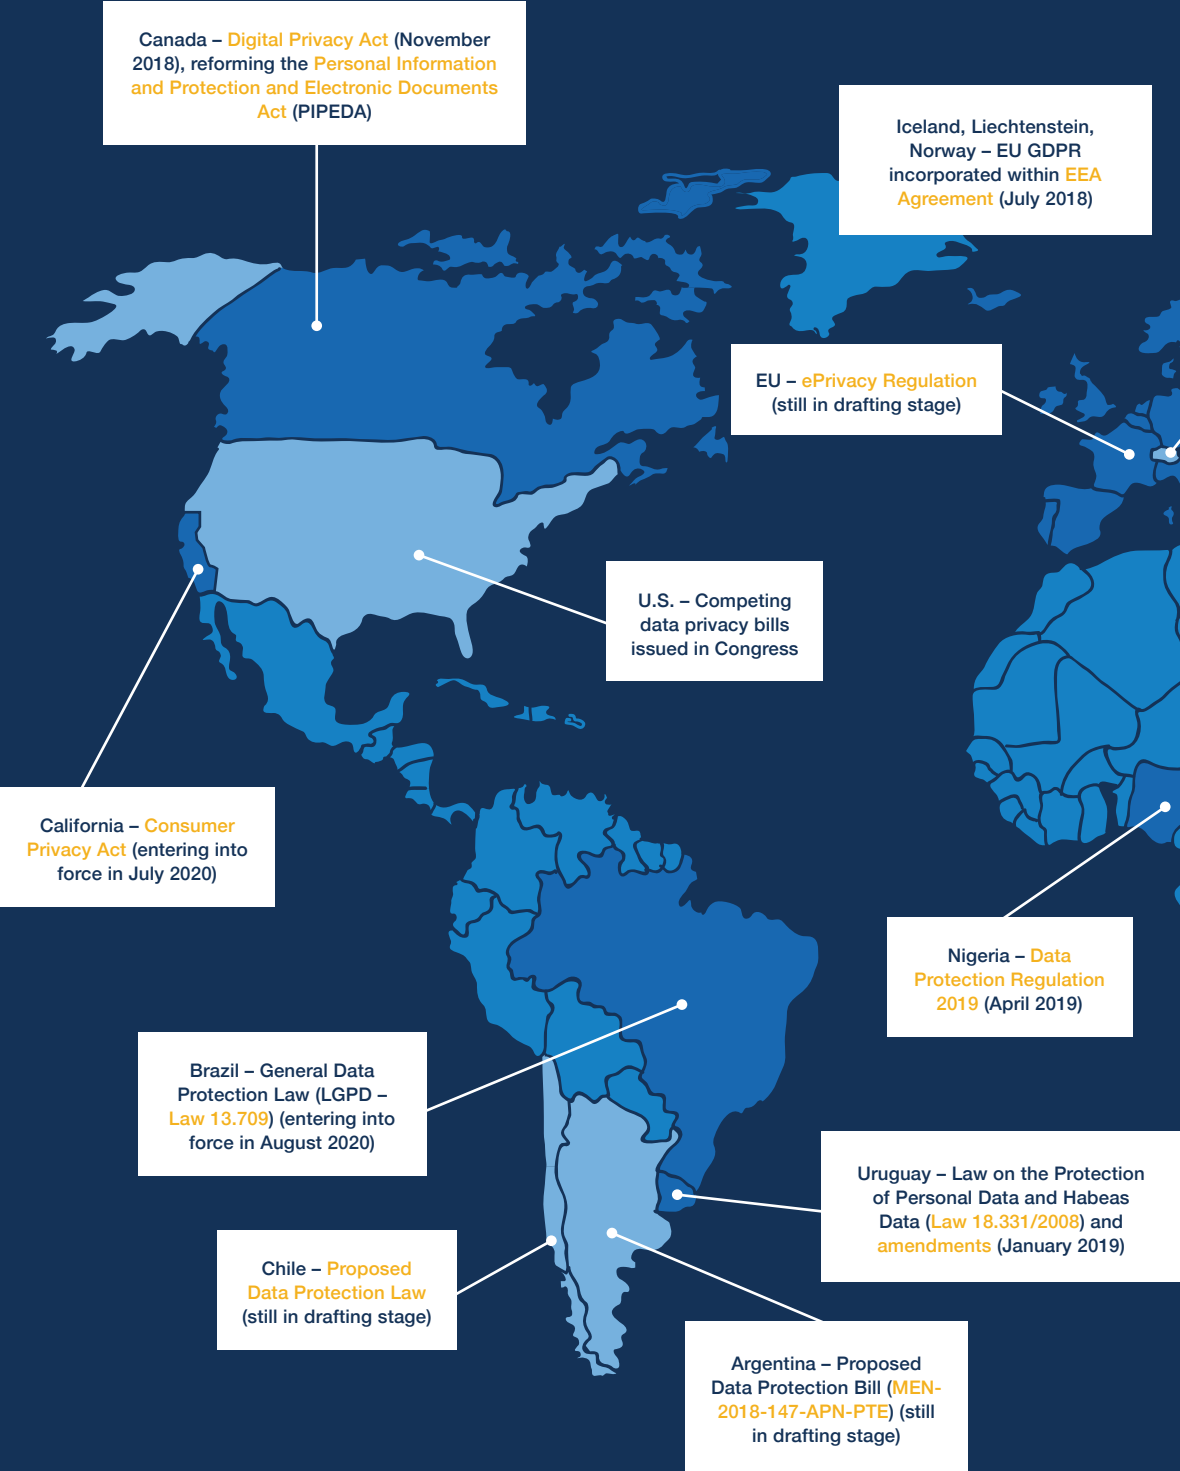 Canada – Digital Privacy Act (November
2018), reforming the Personal Information
and Protection and Electronic Documents
Act (PIPEDA)
Iceland, Liechtenstein,
Norway – EU GDPR
incorporated within EEA
Agreement (July 2018)
EU – ePrivacy Regulation
(still in drafting stage)
U.S. – Competing
data privacy bills
issued in Congress
California – Consumer
Privacy Act (entering into
force in July 2020)
Nigeria – Data
Protection Regulation
2019 (April 2019)
Brazil – General Data
Protection Law (LGPD –
Law 13.709) (entering into
force in August 2020)
Uruguay – Law on the Protection
of Personal Data and Habeas
Data (Law 18.331/2008) and
amendments (January 2019)
Chile – Proposed
Data Protection Law
(still in drafting stage)
Argentina – Proposed
Data Protection Bill (MEN-
2018-147-APN-PTE) (still
in drafting stage)